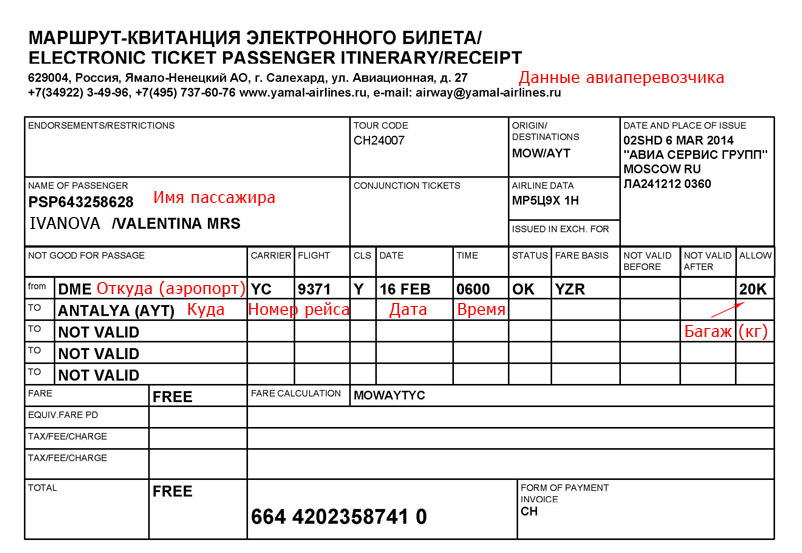 МАРШРУТ-КВИТАНЦИЯ ЭЛЕКТРОННОГО БИЛЕТА/
ELECTRONIC TICKET PASSENGER ITINERARY/RECEIPT
629004, Россия, Ямало-Ненецкий АО, г. Салехард, ул. Авиационная, д. 27
Данные авиаперевозчика
+7(34922) 3-49-96, +7(495) 737-60-76 www.yamal-airlines.ru, e-mail: airway@yamal-airlines.ru
ENDORSEMENTS/RESTRICTIONS
TOUR CODE
CH24007
ORIGIN/
DESTINATIONS
MOW/AYT
DATE AND PLACE OF ISSUE
02SHD 6 MAR 2014
"АВИА СЕРВИС ГРУПП"
MOSCOW RU
ЛА241212 0360
NAME OF PASSENGER
Имя пассажира
PSP643258628
IVANOVA /VALENTINA MRS
CONJUNCTION TICKETS
AIRLINE DATA
МР5Ц9Х 1Н
ISSUED IN EXCH. FOR
NOT GOOD FOR PASSAGE CARRIER FLIGHT CLS DATE TIME STATUS FARE BASIS NOT VALID BEFORE NOT VALID AFTER ALLOW
from DME Откуда (аэропорт) YC 9371 Y 16 FEB 0600 OK YZR 20K
TO ANTALYA (AYT) Куда Номер рейса Дата Время
TO NOT VALID Багаж (кг)
TO NOT VALID
TO NOT VALID
FARE FREE FARE CALCULATION MOWAYTYC
EQUIV.FARE PD
TAX/FEE/CHARGE
TAX/FEE/CHARGE
TOTAL FREE
664 4202358741 0
FORM OF PAYMENT
INVOICE
CH